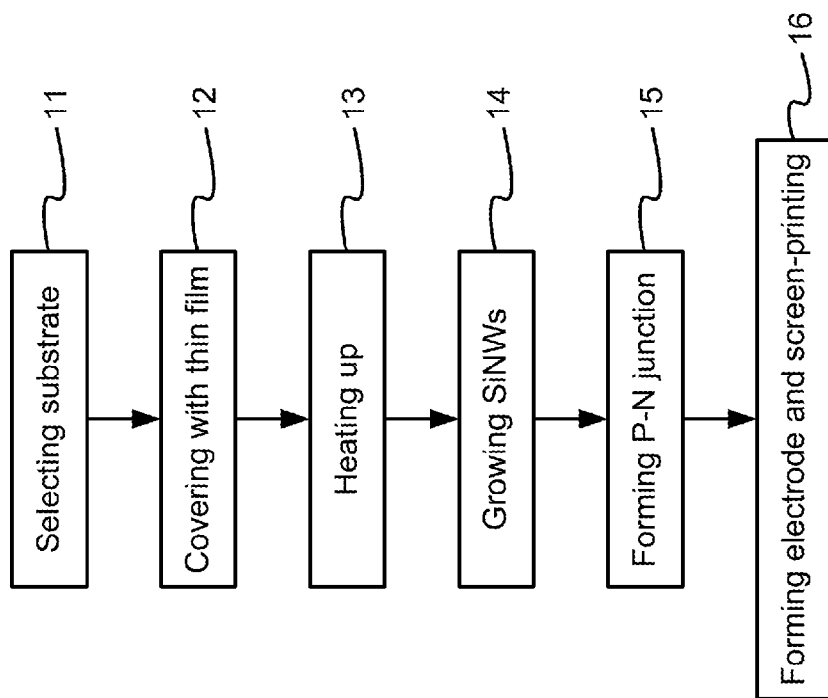 Selecting substrate
11
Covering with thin film
12
Heating up
13
Growing SiNWs
14
Forming P-N junction
15
Forming electrode and screen-printing
16